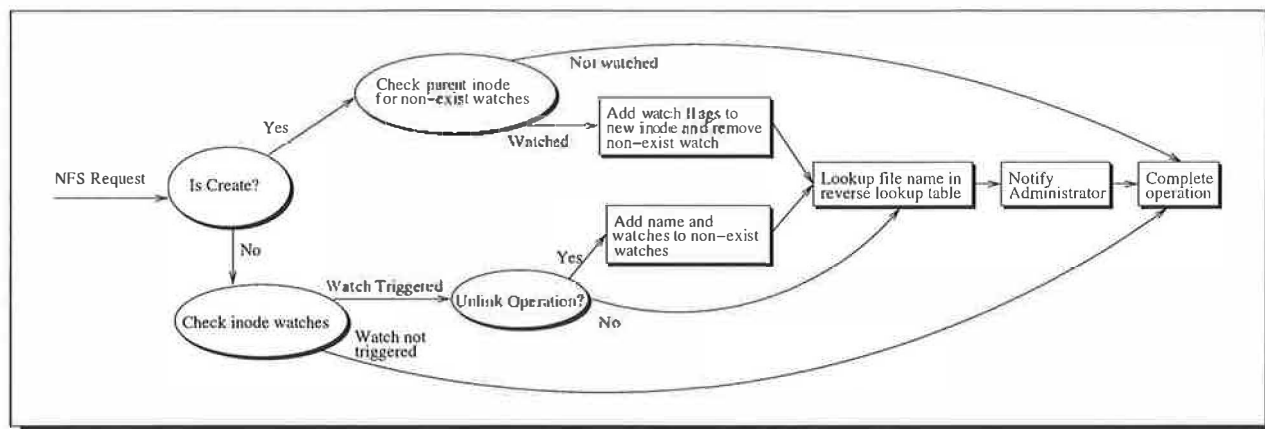 Not watched
Check parent inode
for non-exist watches
Yes
Watched
Add watch flags to
new inode and remove
non-exist watch
NFS Request
Is Create?
Lookup file name in
reverse lookup table
Notify
Administrator
Complete
operation
No
Add name and
watches to non-exist
watches
Yes
Watch Triggered
Unlink Operation?
No
Check inode watches
Watch not
triggered